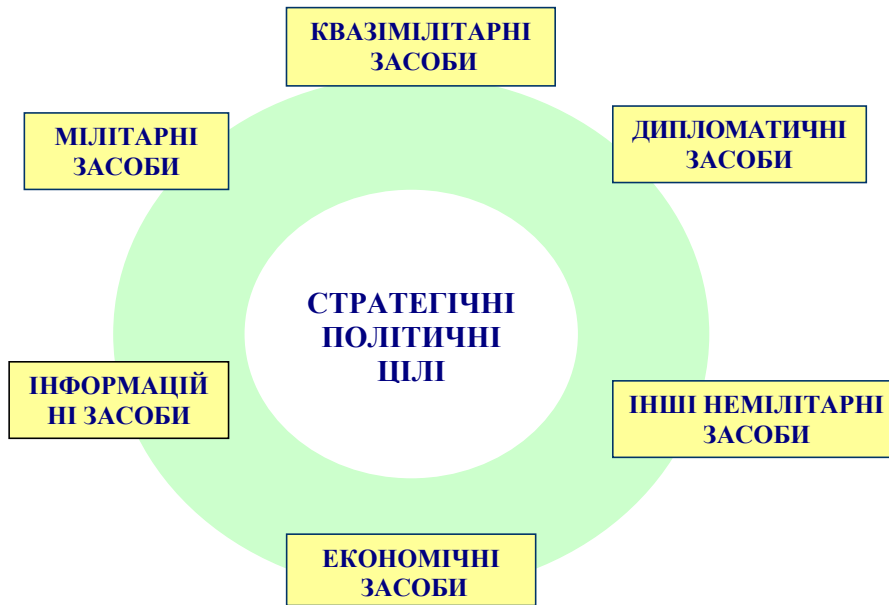 КВАЗІМІЛІТАРНІ
ЗАСОБИ
МІЛІТАРНІ
ЗАСОБИ
ДИПЛОМАТИЧНІ
ЗАСОБИ
СТРАТЕГІЧНІ
ПОЛІТИЧНІ
ЦІЛІ
ІНФОРМАЦІЙ
НІ ЗАСОБИ
ІНШІ НЕМІЛІТАРНІ
ЗАСОБИ
ЕКОНОМІЧНІ
ЗАСОБИ